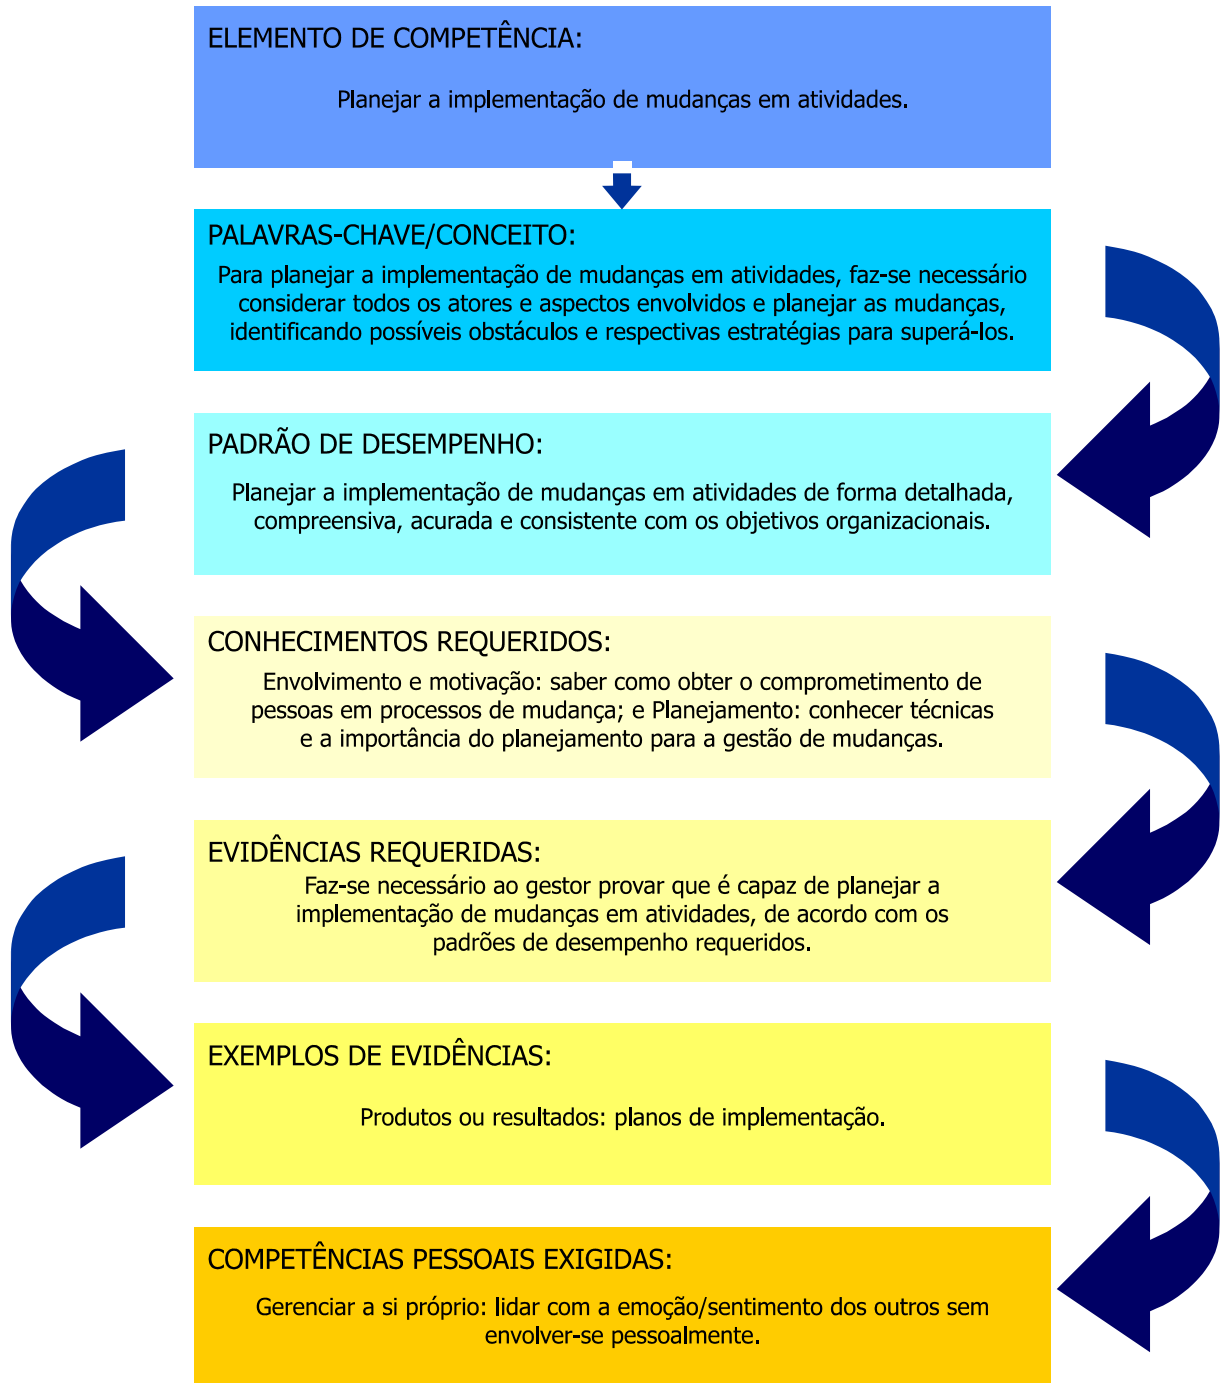 ELEMENTO DE COMPETÊNCIA:
Planejar a implementação de mudanças em atividades.
PALAVRAS-CHAVE/CONCEITO:
Para planejar a implementação de mudanças em atividades, faz-se necessário
considerar todos os atores e aspectos envolvidos e planejar as mudanças,
identificando possíveis obstáculos e respectivas estratégias para superá-los.
PADRÃO DE DESEMPENHO:
Planejar a implementação de mudanças em atividades de forma detalhada,
compreensiva, acurada e consistente com os objetivos organizacionais.
CONHECIMENTOS REQUERIDOS:
Envolvimento e motivação: saber como obter o comprometimento de
pessoas em processos de mudança; e Planejamento: conhecer técnicas
e a importância do planejamento para a gestão de mudanças.
EVIDÊNCIAS REQUERIDAS:
Faz-se necessário ao gestor provar que é capaz de planejar a
implementação de mudanças em atividades, de acordo com os
padrões de desempenho requeridos.
EXEMPLOS DE EVIDÊNCIAS:
Produtos ou resultados: planos de implementação.
COMPETÊNCIAS PESSOAIS EXIGIDAS:
Gerenciar a si próprio: lidar com a emoção/sentimento dos outros sem
envolver-se pessoalmente.